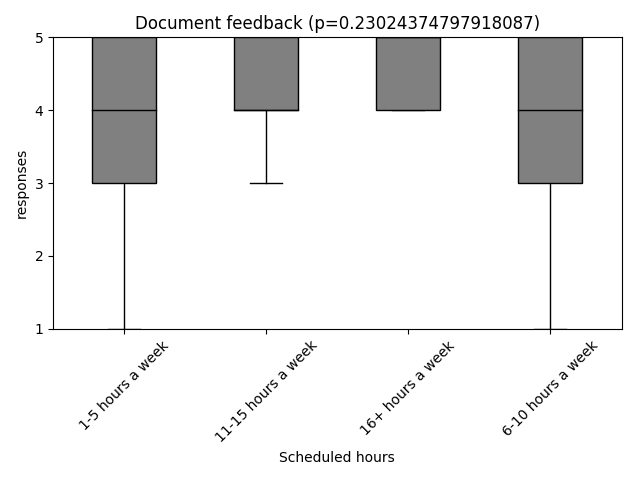 Document feedback (p=0.23024374797918087)
5
4
3
2
1
responses
1-5 hours a week
11-15 hours a week
16+ hours a week
6-10 hours a week
Scheduled hours